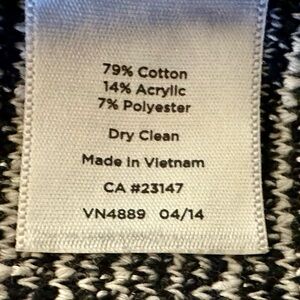 79% Cotton
14% Acrylic
7% Polyester
Dry Clean
Made In Vietnam
CA #23147
VN4889 04/14